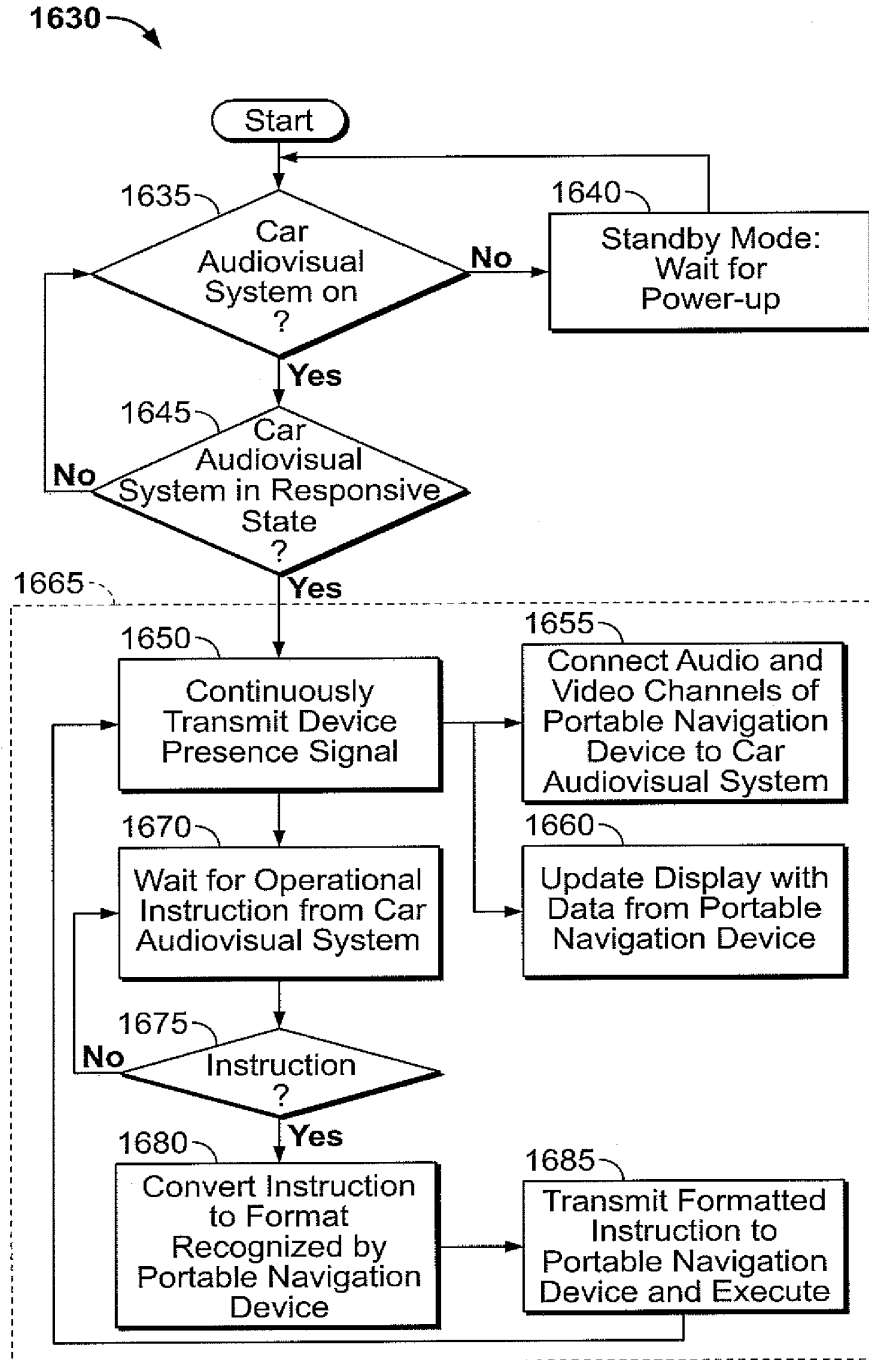 1630
Start
1635
Car
Audiovisual
System on
?
No
1640
Standby Mode:
Wait for
Power-up
Yes
1645
Car
Audiovisual
System in Responsive
State
?
No
Yes
1665
1650
Continuously
Transmit Device
Presence Signal
1655
Connect Audio and
Video Channels of
Portable Navigation
Device to Car
Audiovisual System
1660
Update Display with
Data from Portable
Navigation Device
1670
Wait for Operational
Instruction from Car
Audiovisual System
1675
No
Instruction
?
Yes
1680
Convert Instruction
to Format
Recognized by
Portable Navigation
Device
1685
Transmit Formatted
Instruction to
Portable Navigation
Device and Execute